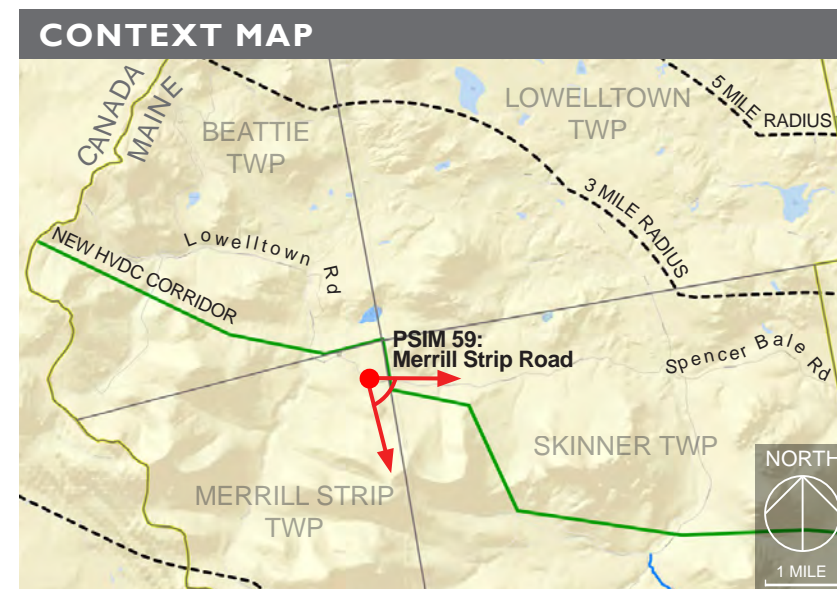 CONTEXT MAP
CANADA
MAINE
BEATTIE
TWP
LOWELLTOWN
TWP
5 MILE RADIUS
3 MILE RADIUS
Lowelltown Rd
NEW HVDC CORRIDOR
PSIM 59:
Merrill Strip Road
Spencer Bale Rd
SKINNER TWP
MERRILL STRIP
TWP
NORTH
1 MILE